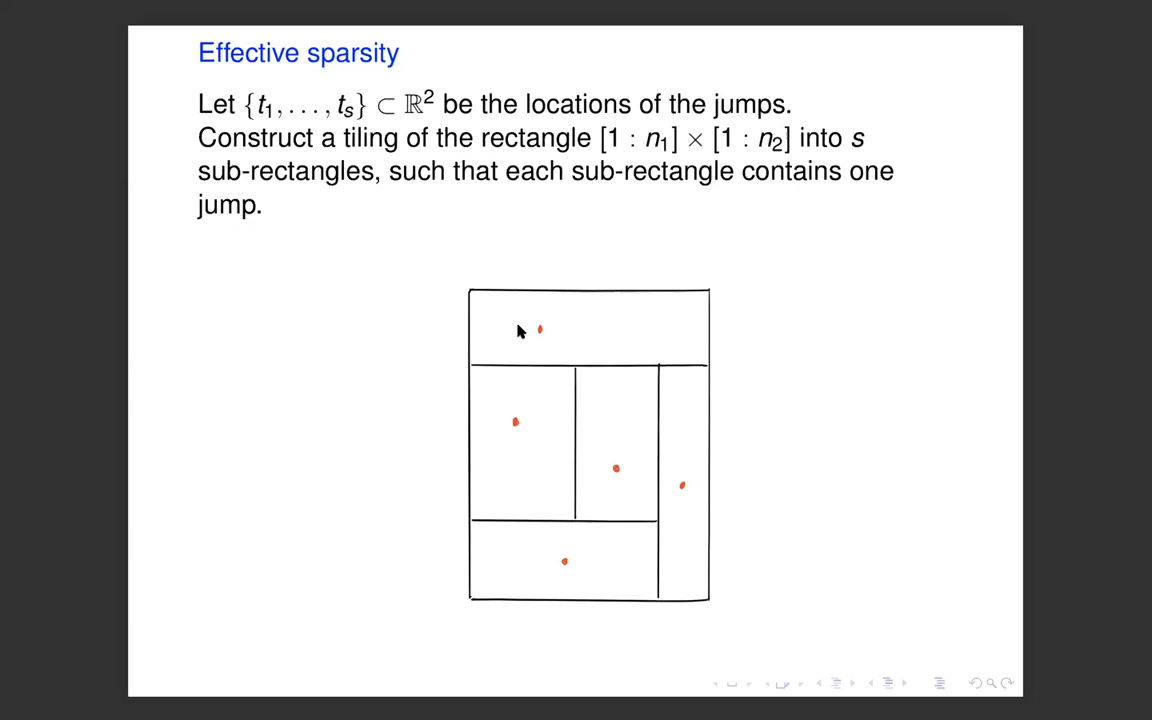 Effective sparsity
Let {t₁, . . . , tₛ} ⊂ ℝ² be the locations of the jumps.
Construct a tiling of the rectangle [1 : n₁] × [1 : n₂] into s
sub-rectangles, such that each sub-rectangle contains one
jump.